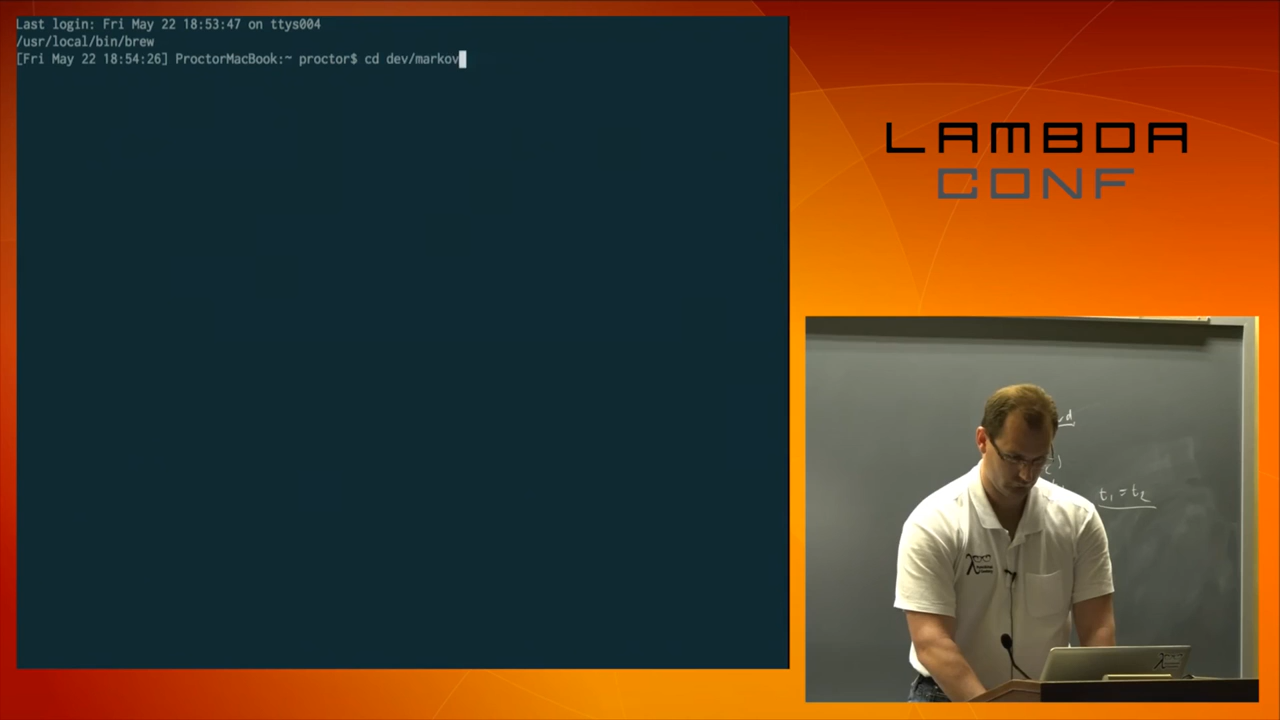 Last login: Fri May 22 18:53:47 on ttys004
/usr/local/bin/brew
[Fri May 22 18:54:26] ProctorMacBook:~ proctor$ cd dev/markov
LAMBDA
CONF
t₁ = t₂